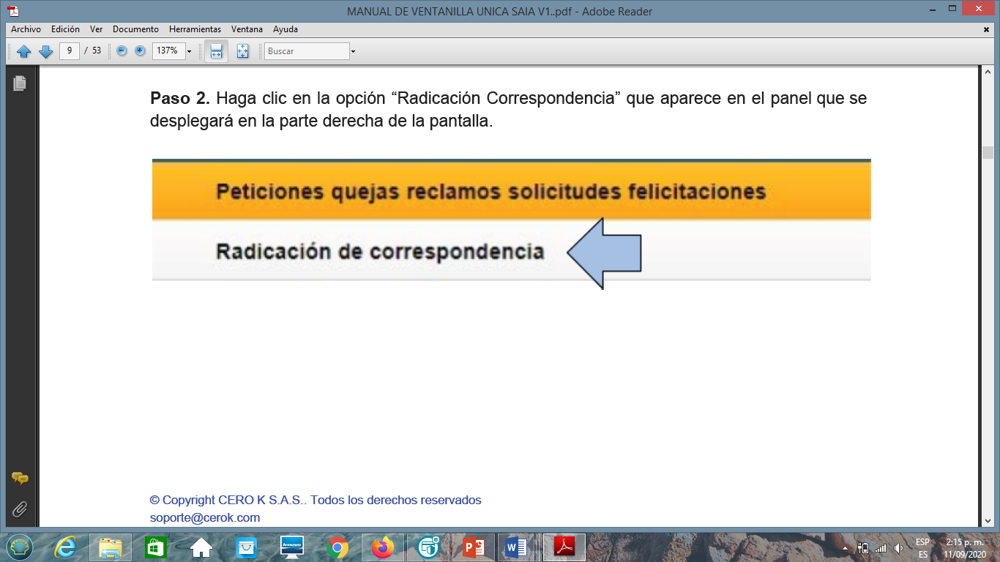 MANUAL DE VENTANILLA UNICA SAIA V1..pdf - Adobe Reader
Archivo Edición Ver Documento Herramientas Ventana Ayuda
9 / 53 137% Buscar
Paso 2. Haga clic en la opción “Radicación Correspondencia” que aparece en el panel que se
desplegará en la parte derecha de la pantalla.
Peticiones quejas reclamos solicitudes felicitaciones
Radicación de correspondencia
© Copyright CERO K S.A.S.. Todos los derechos reservados
soporte@cerok.com
lenovo
ESP 2:15 p. m.
ES 11/09/2020